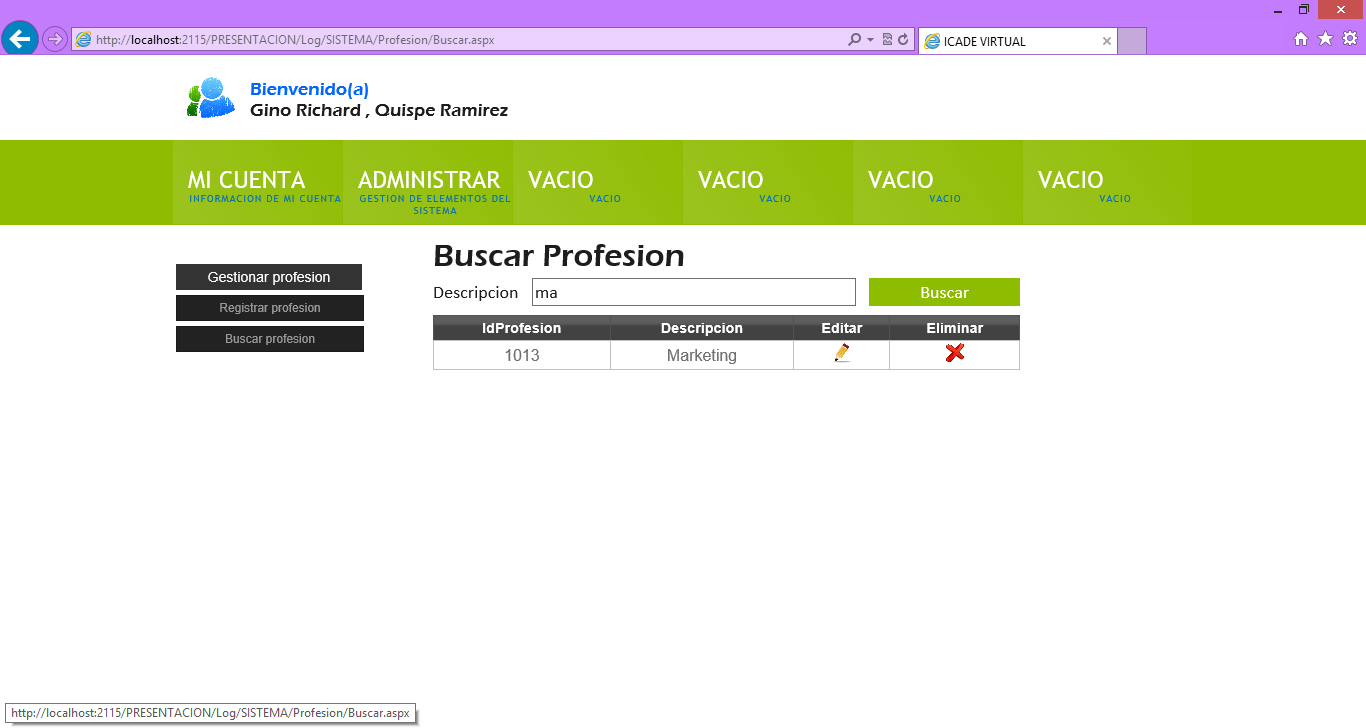 http://localhost:2115/PRESENTACION/Log/SISTEMA/Profesion/Buscar.aspx
ICADE VIRTUAL
Bienvenido(a)
Gino Richard , Quispe Ramirez
MI CUENTA
INFORMACION DE MI CUENTA
ADMINISTRAR
GESTION DE ELEMENTOS DEL
SISTEMA
VACIO
VACIO
VACIO
VACIO
VACIO
VACIO
VACIO
VACIO
Gestionar profesion
Registrar profesion
Buscar profesion
Buscar Profesion
Descripcion ma Buscar
IdProfesion Descripcion Editar Eliminar
1013 Marketing
http://localhost:2115/PRESENTACION/Log/SISTEMA/Profesion/Buscar.aspx